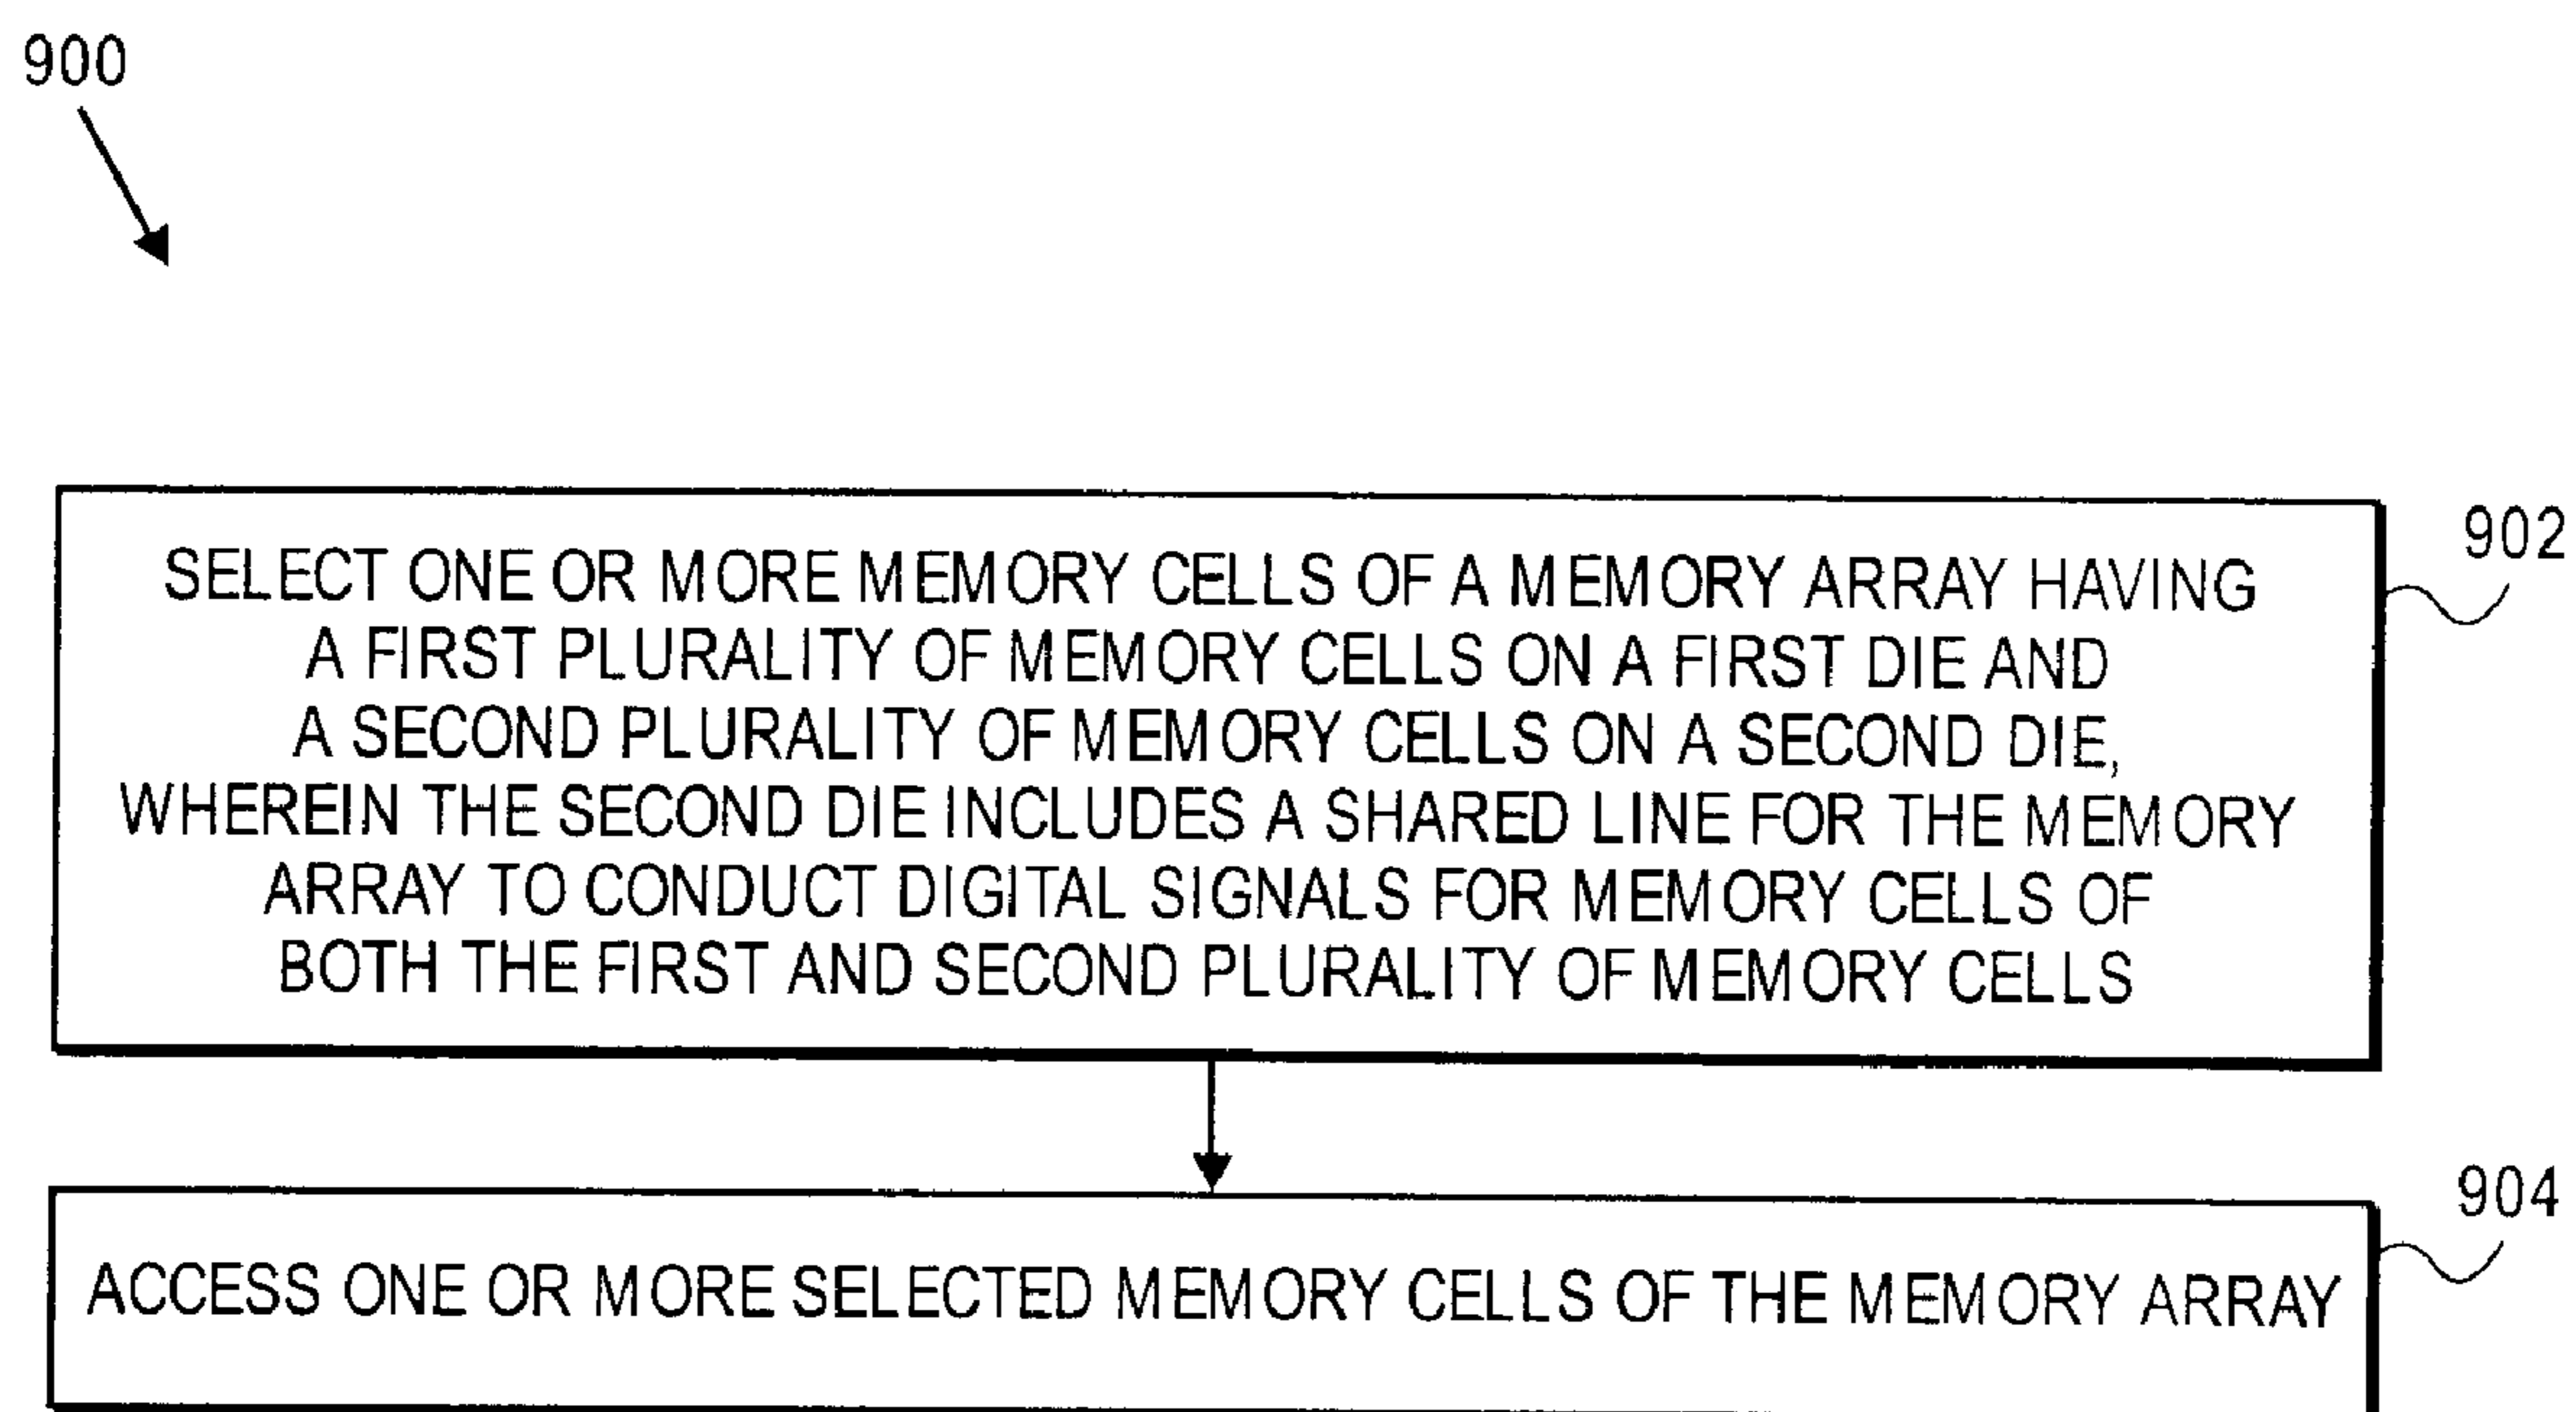 900
SELECT ONE OR MORE MEMORY CELLS OF A MEMORY ARRAY HAVING
A FIRST PLURALITY OF MEMORY CELLS ON A FIRST DIE AND
A SECOND PLURALITY OF MEMORY CELLS ON A SECOND DIE,
WHEREIN THE SECOND DIE INCLUDES A SHARED LINE FOR THE MEMORY
ARRAY TO CONDUCT DIGITAL SIGNALS FOR MEMORY CELLS OF
BOTH THE FIRST AND SECOND PLURALITY OF MEMORY CELLS
902
ACCESS ONE OR MORE SELECTED MEMORY CELLS OF THE MEMORY ARRAY
904